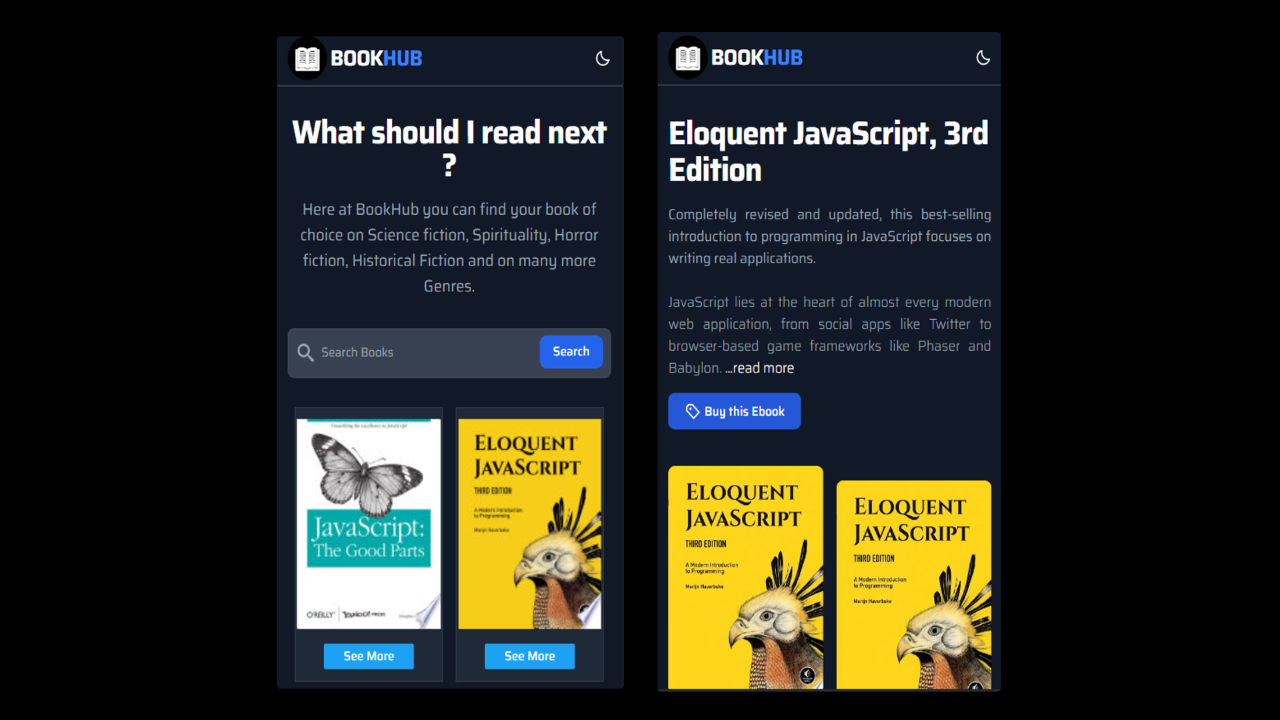 BOOKHUB
What should I read next
?
Here at BookHub you can find your book of
choice on Science fiction, Spirituality, Horror
fiction, Historical Fiction and on many more
Genres.
Search Books
Search
Unearthing the Excellence in JavaScript
JavaScript:
The Good Parts
O'REILLY
YAHOO! PRESS
See More
ELOQUENT
JAVASCRIPT
THIRD EDITION
A Modern Introduction
to Programming
Marijn Haverbeke
See More
BOOKHUB
Eloquent JavaScript, 3rd
Edition
Completely revised and updated, this best-selling
introduction to programming in JavaScript focuses on
writing real applications.
JavaScript lies at the heart of almost every modern
web application, from social apps like Twitter to
browser-based game frameworks like Phaser and
Babylon. ...read more
Buy this Ebook
ELOQUENT
JAVASCRIPT
THIRD EDITION
A Modern Introduction
to Programming
Marijn Haverbeke
ELOQUENT
JAVASCRIPT
THIRD EDITION
A Modern Introduction
to Programming
Marijn Haverbeke